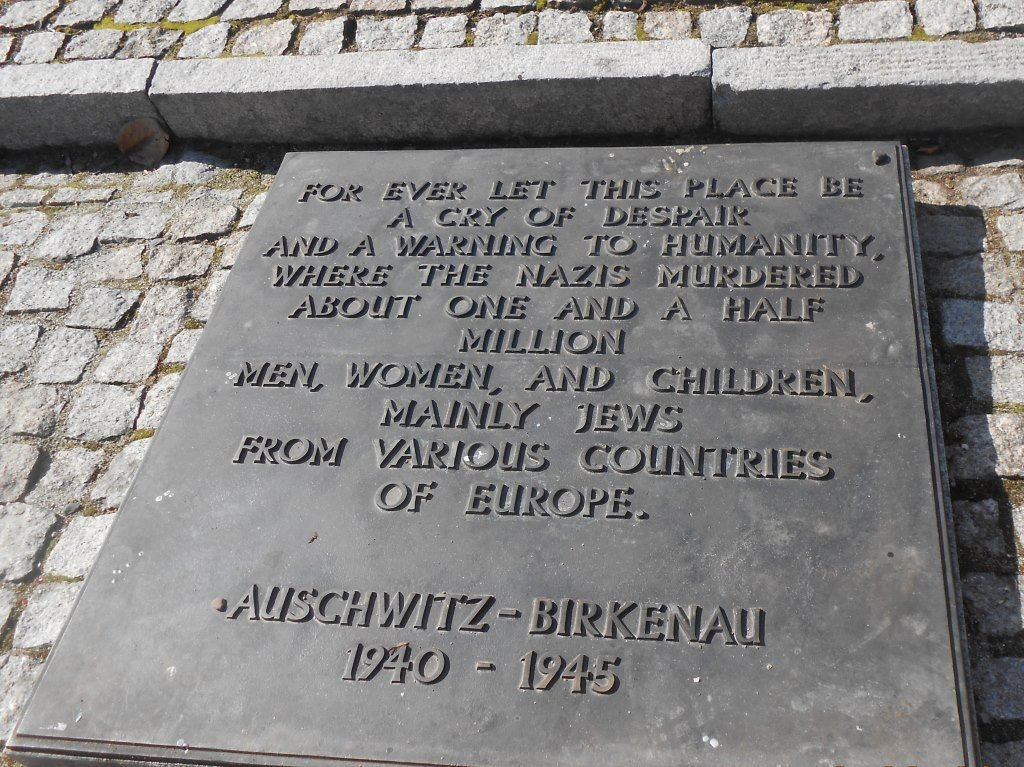 FOR EVER LET THIS PLACE BE
A CRY OF DESPAIR
AND A WARNING TO HUMANITY,
WHERE THE NAZIS MURDERED
ABOUT ONE AND A HALF
MILLION
MEN, WOMEN, AND CHILDREN,
MAINLY JEWS
FROM VARIOUS COUNTRIES
OF EUROPE.
AUSCHWITZ-BIRKENAU
1940 - 1945